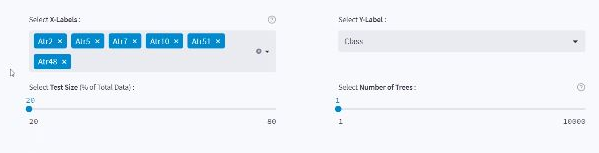 Select X-Labels :
Atr2 × Atr5 × Atr7 × Atr10 × Atr51 ×
Atr48 ×
Select Y-Label :
Class
Select Test Size (% of Total Data) :
20
20 80
Select Number of Trees :
1
1 10000